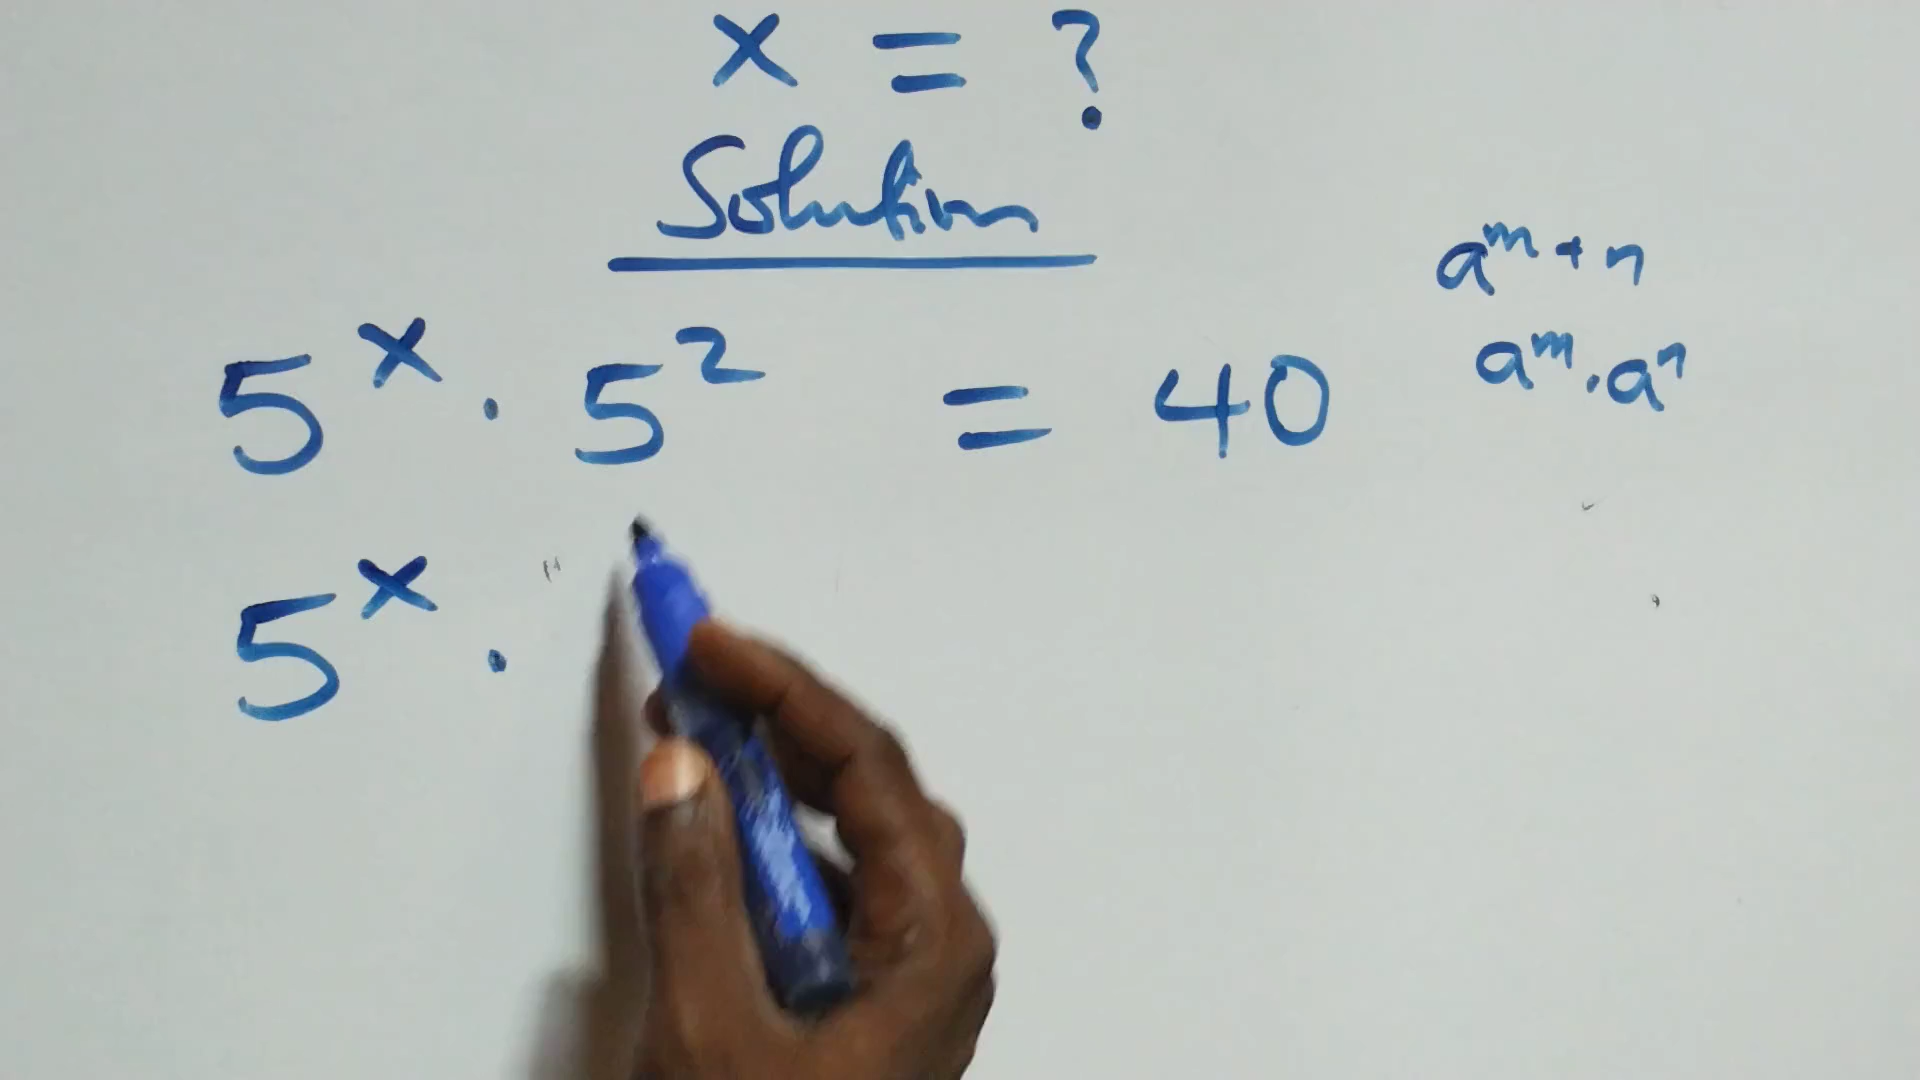 x = ?
Solution
a^m + n
5^x · 5^2 = 40
a^m · a^n
5^x ·